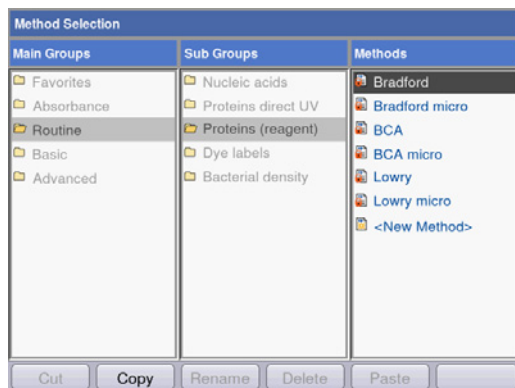 Method Selection
Main Groups
Favorites
Absorbance
Routine
Basic
Advanced
Sub Groups
Nucleic acids
Proteins direct UV
Proteins (reagent)
Dye labels
Bacterial density
Methods
Bradford
Bradford micro
BCA
BCA micro
Lowry
Lowry micro
<New Method>
Cut
Copy
Rename
Delete
Paste